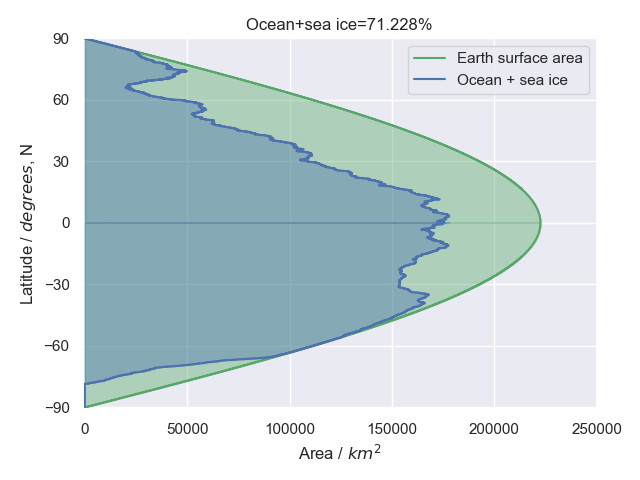 Ocean+sea ice=71.228%
Earth surface area
Ocean + sea ice
90
60
30
0
−30
−60
−90
Latitude / degrees, N
0 50000 100000 150000 200000 250000
Area / km²